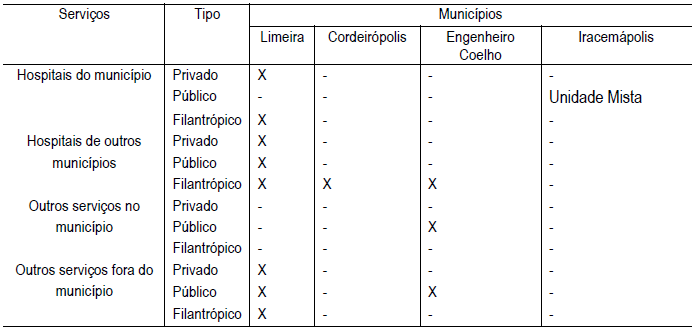 Serviços Tipo Municípios
Limeira Cordeirópolis Engenheiro Coelho Iracemápolis
Hospitais do município Privado X - - -
Público - - - Unidade Mista
Filantrópico X - - -
Hospitais de outros municípios Privado X - - -
Público X - - -
Filantrópico X X X -
Outros serviços no município Privado - - - -
Público - - X -
Filantrópico - - - -
Outros serviços fora do município Privado X - - -
Público X - X -
Filantrópico X - - -